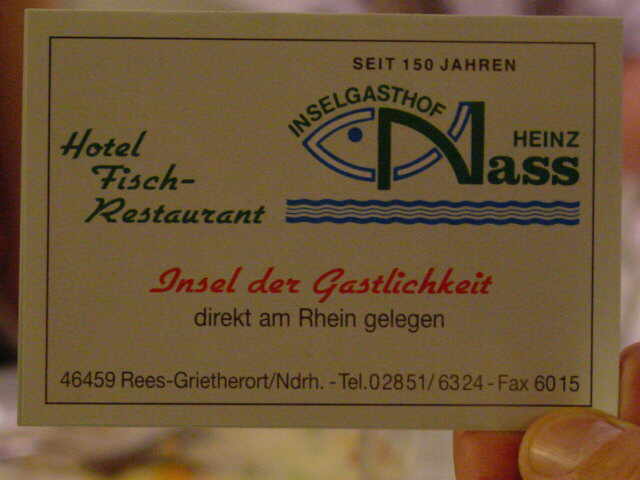 SEIT 150 JAHREN
INSELGASTHOF
HEINZ
Nass
Hotel
Fisch-
Restaurant
Insel der Gastlichkeit
direkt am Rhein gelegen
46459 Rees-Grietherort/Ndrh. - Tel. 02851/6324 - Fax 6015